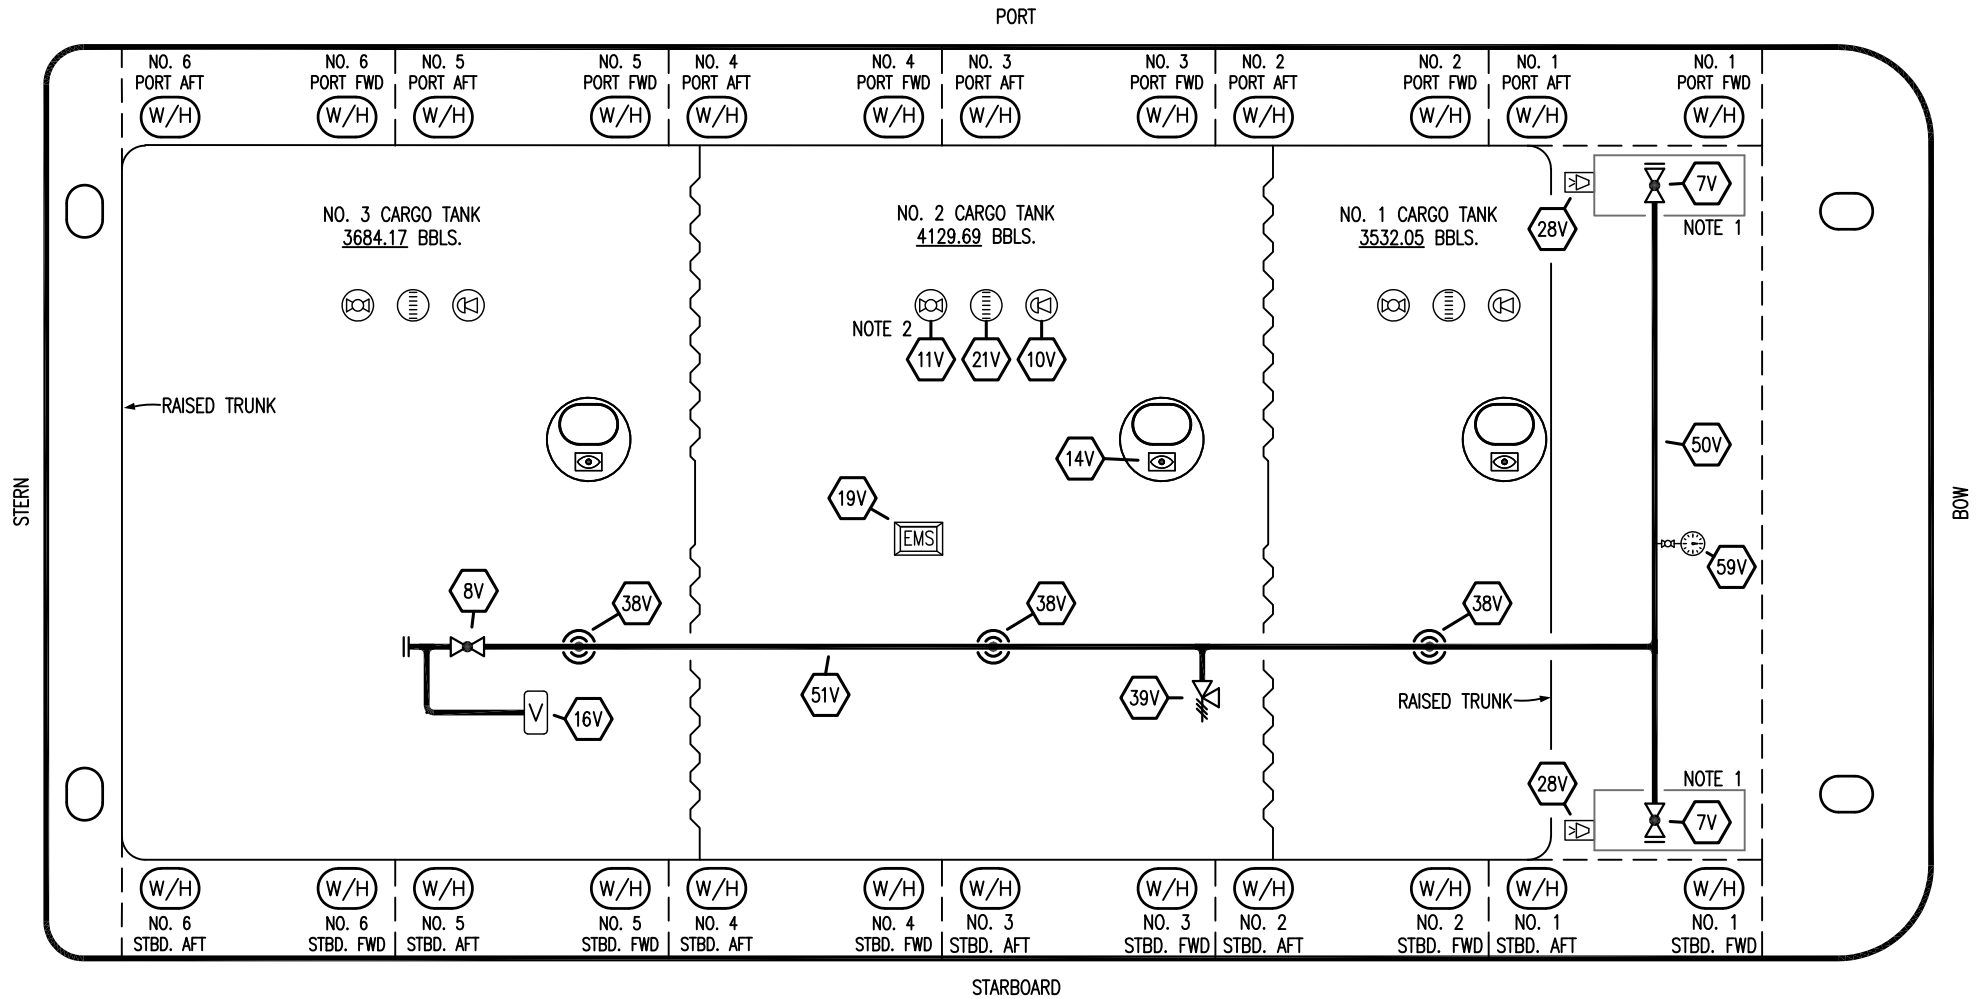 PORT
NO. 6
PORT AFT
NO. 6
PORT FWD
NO. 5
PORT AFT
NO. 5
PORT FWD
NO. 4
PORT AFT
NO. 4
PORT FWD
NO. 3
PORT AFT
NO. 3
PORT FWD
NO. 2
PORT AFT
NO. 2
PORT FWD
NO. 1
PORT AFT
NO. 1
PORT FWD
W/H
W/H
W/H
W/H
W/H
W/H
W/H
W/H
W/H
W/H
W/H
W/H
NO. 3 CARGO TANK
3684.17 BBLS.
NO. 2 CARGO TANK
4129.69 BBLS.
NO. 1 CARGO TANK
3532.05 BBLS.
28V
7V
NOTE 1
NOTE 2
11V
21V
10V
RAISED TRUNK
14V
50V
19V
EMS
STERN
BOW
59V
8V
38V
38V
38V
51V
39V
16V
V
RAISED TRUNK
28V
NOTE 1
7V
W/H
W/H
W/H
W/H
W/H
W/H
W/H
W/H
W/H
W/H
W/H
W/H
NO. 6
STBD. AFT
NO. 6
STBD. FWD
NO. 5
STBD. AFT
NO. 5
STBD. FWD
NO. 4
STBD. AFT
NO. 4
STBD. FWD
NO. 3
STBD. AFT
NO. 3
STBD. FWD
NO. 2
STBD. AFT
NO. 2
STBD. FWD
NO. 1
STBD. AFT
NO. 1
STBD. FWD
STARBOARD